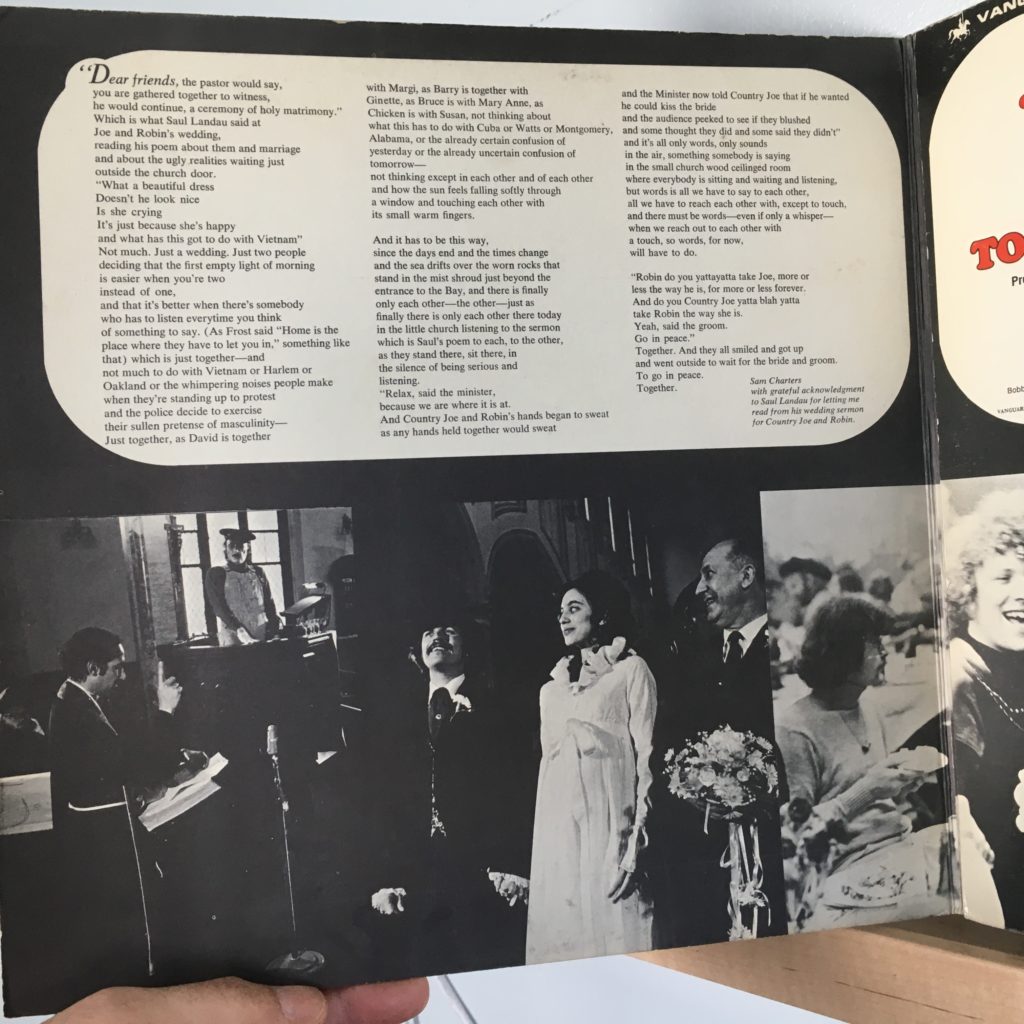 “Dear friends, the pastor would say,
you are gathered together to witness,
he would continue, a ceremony of holy matrimony.”
Which is what Saul Landau said at
Joe and Robin's wedding,
reading his poem about them and marriage
and about the ugly realities waiting just
outside the church door.
“What a beautiful dress
Doesn't he look nice
Is she crying
It's just because she's happy
and what has this got to do with Vietnam”
Not much. Just a wedding. Just two people
deciding that the first empty light of morning
is easier when you're two
instead of one,
and that it's better when there's somebody
who has to listen everytime you think
of something to say. (As Frost said “Home is the
place where they have to let you in,” something like
that) which is just together—and
not much to do with Vietnam or Harlem or
Oakland or the whimpering noises people make
when they're standing up to protest
and the police decide to exercise
their sullen pretense of masculinity—
Just together, as David is together
with Margi, as Barry is together with
Ginette, as Bruce is with Mary Anne, as
Chicken is with Susan, not thinking about
what this has to do with Cuba or Watts or Montgomery,
Alabama, or the already certain confusion of
yesterday or the already uncertain confusion of
tomorrow—
not thinking except in each other and of each other
and how the sun feels falling softly through
a window and touching each other with
its small warm fingers.
And it has to be this way,
since the days end and the times change
and the sea drifts over the worn rocks that
stand in the mist shroud just beyond the
entrance to the Bay, and there is finally
only each other—the other—just as
finally there is only each other there today
in the little church listening to the sermon
which is Saul's poem to each, to the other,
as they stand there, sit there, in
the silence of being serious and
listening.
“Relax, said the minister,
because we are where it is at.
And Country Joe and Robin's hands began to sweat
as any hands held together would sweat
and the Minister now told Country Joe that if he wanted
he could kiss the bride
and the audience peeked to see if they blushed
and some thought they did and some said they didn't”
and it's all only words, only sounds
in the air, something somebody is saying
in the small church wood ceilinged room
where everybody is sitting and waiting and listening,
but words is all we have to say to each other,
all we have to reach each other with, except to touch,
and there must be words—even if only a whisper—
when we reach out to each other with
a touch, so words, for now,
will have to do.
“Robin do you yattayatta take Joe, more or
less the way he is, for more or less forever.
And do you Country Joe yatta blah yatta
take Robin the way she is.
Yeah, said the groom.
Go in peace.”
Together. And they all smiled and got up
and went outside to wait for the bride and groom.
To go in peace.
Together.
Sam Charters
with grateful acknowledgment
to Saul Landau for letting me
read from his wedding sermon
for Country Joe and Robin.
VAN
TO
Pr
Bobb
VANGUAR